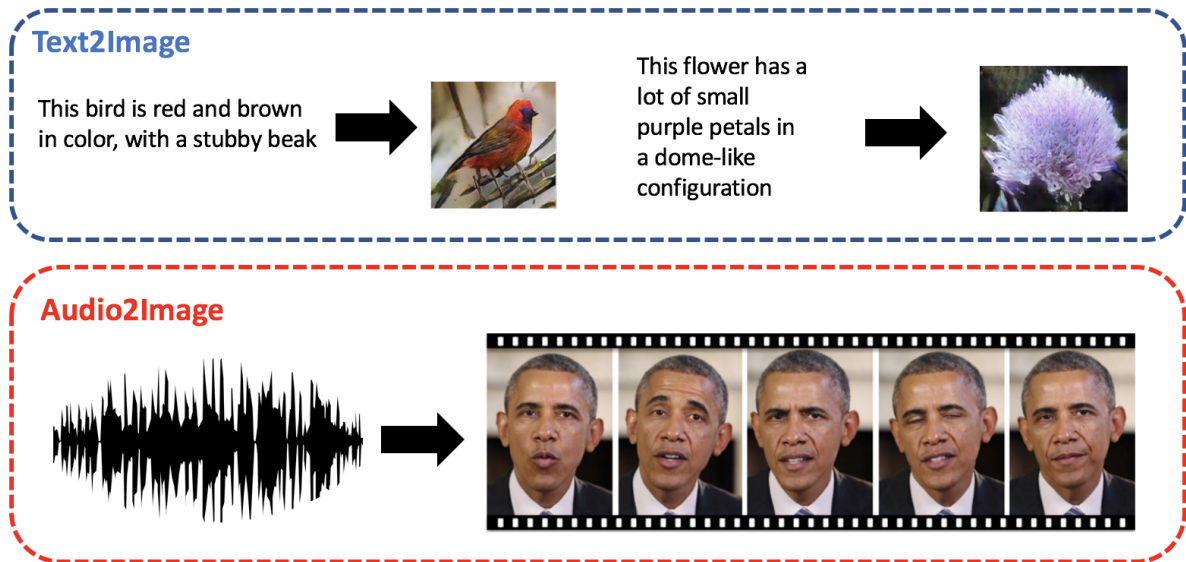 Text2Image
This bird is red and brown
in color, with a stubby beak
This flower has a
lot of small
purple petals in
a dome-like
configuration
Audio2Image